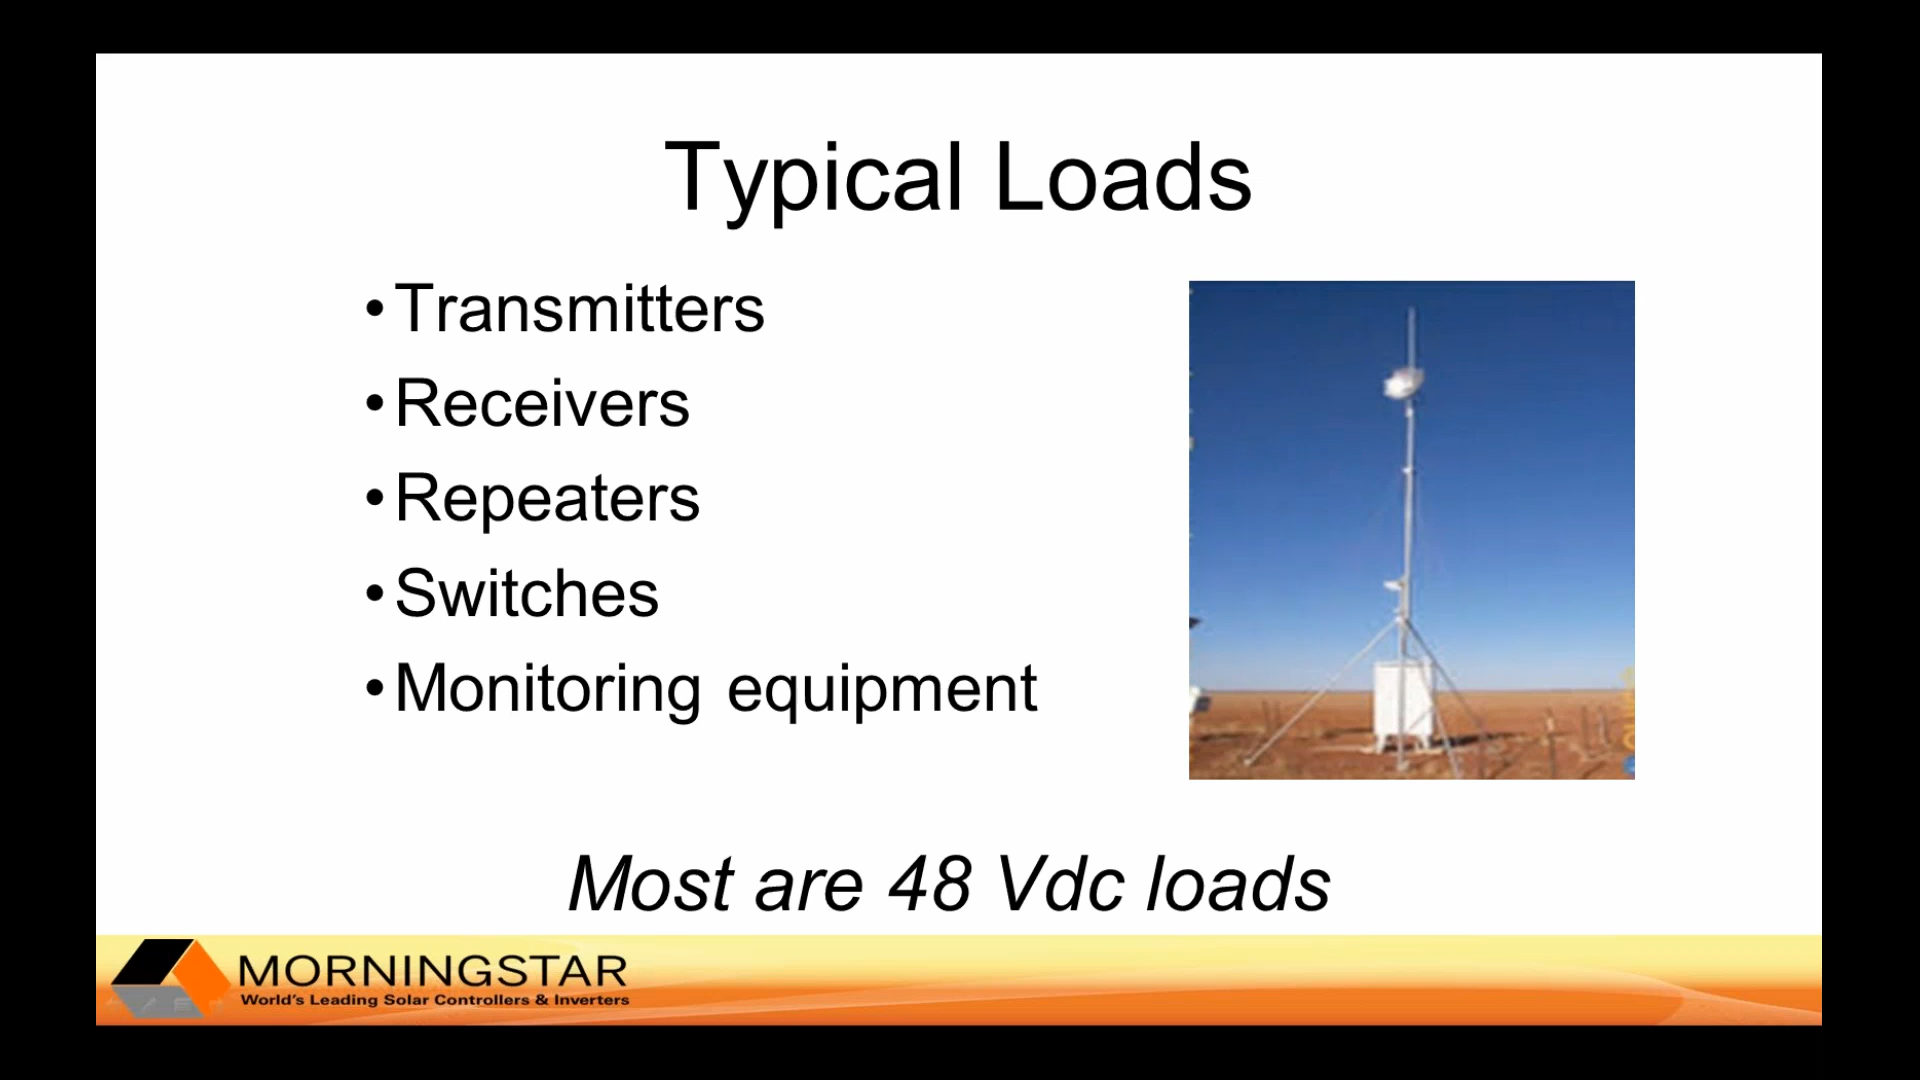 Typical Loads
•Transmitters
•Receivers
•Repeaters
•Switches
•Monitoring equipment
Most are 48 Vdc loads
MORNINGSTAR
World's Leading Solar Controllers & Inverters